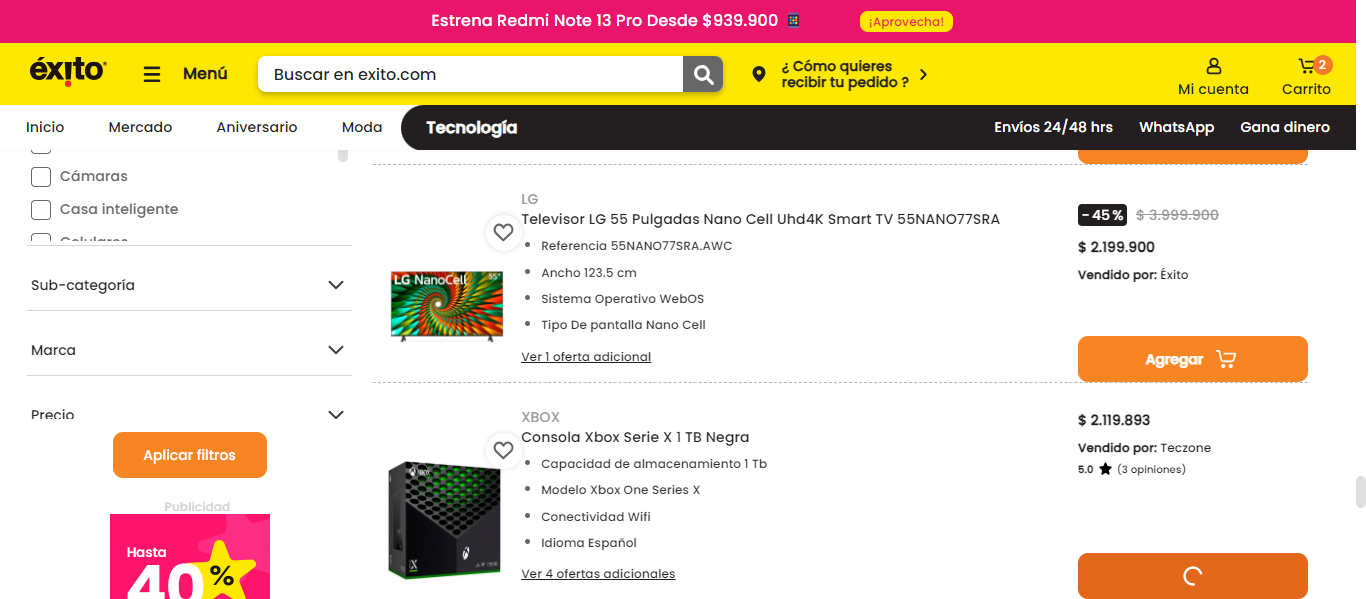 Estrena Redmi Note 13 Pro Desde $939.900
¡Aprovecha!
éxito
Menú
Buscar en exito.com
¿ Cómo quieres
recibir tu pedido ?
Mi cuenta
2
Carrito
Inicio
Mercado
Aniversario
Moda
Tecnología
Envíos 24/48 hrs
WhatsApp
Gana dinero
Cámaras
Casa inteligente
Celulares
Sub-categoría
Marca
Precio
Aplicar filtros
Publicidad
Hasta
40%
LG NanoCell 55"
LG
Televisor LG 55 Pulgadas Nano Cell Uhd4K Smart TV 55NANO77SRA
Referencia 55NANO77SRA.AWC
Ancho 123.5 cm
Sistema Operativo WebOS
Tipo De pantalla Nano Cell
Ver 1 oferta adicional
- 45 % $ 3.999.900
$ 2.199.900
Vendido por: Éxito
Agregar
XBOX
XBOX
Consola Xbox Serie X 1 TB Negra
Capacidad de almacenamiento 1 Tb
Modelo Xbox One Series X
Conectividad Wifi
Idioma Español
Ver 4 ofertas adicionales
$ 2.119.893
Vendido por: Teczone
5.0 (3 opiniones)